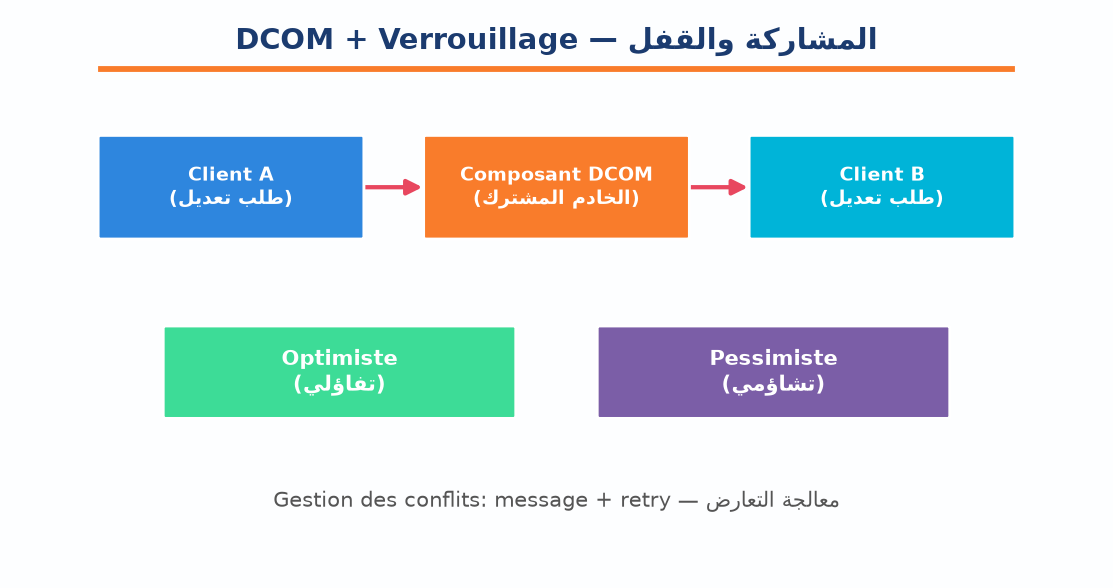 DCOM + Verrouillage — المشاركة والقفل
Client A
(طلب تعديل)
Composant DCOM
(الخادم المشترك)
Client B
(طلب تعديل)
Optimiste
(تفاؤلي)
Pessimiste
(تشاؤمي)
Gestion des conflits: message + retry — معالجة التعارض